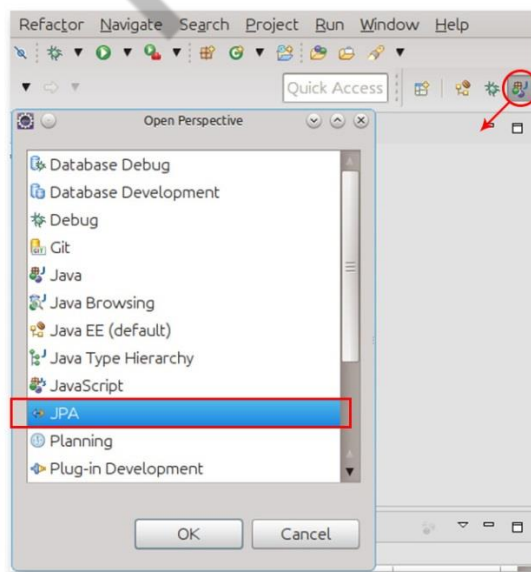 Refactor Navigate Search Project Run Window Help
Quick Access
Open Perspective
Database Debug
Database Development
Debug
Git
Java
Java Browsing
Java EE (default)
Java Type Hierarchy
JavaScript
JPA
Planning
Plug-in Development
OK Cancel